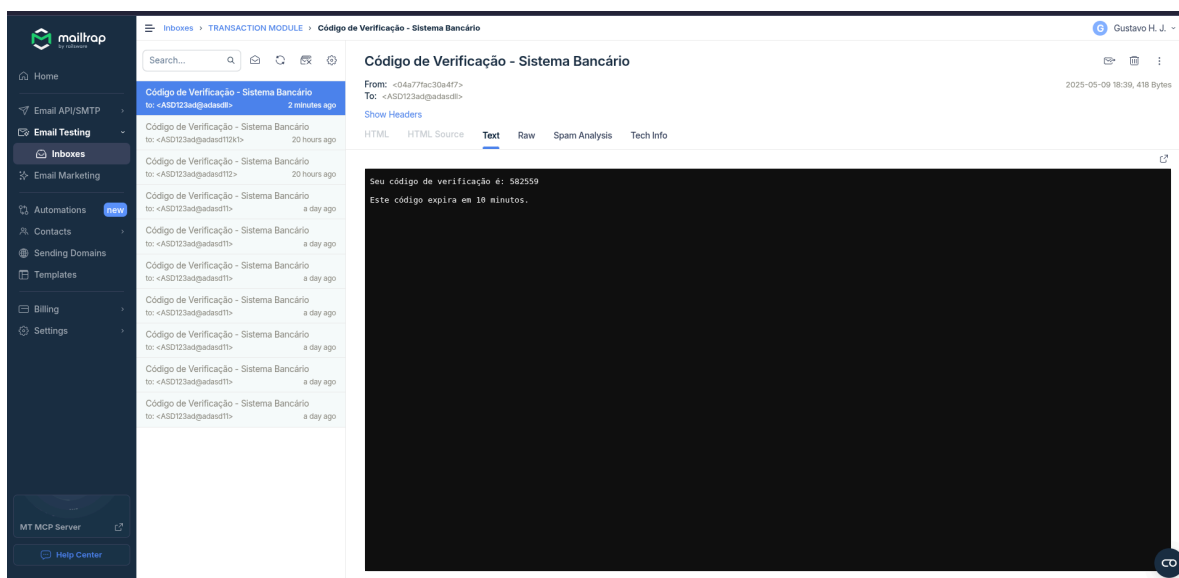 mailtrap
by railsware
Home
Email API/SMTP
Email Testing
Inboxes
Email Marketing
Automations new
Contacts
Sending Domains
Templates
Billing
Settings
MT MCP Server
Help Center
Inboxes › TRANSACTION MODULE › Código de Verificação - Sistema Bancário
G Gustavo H. J.
Search...
Código de Verificação - Sistema Bancário
to: <ASD123ad@adasdll> 2 minutes ago
Código de Verificação - Sistema Bancário
to: <ASD123ad@adasd112k1> 20 hours ago
Código de Verificação - Sistema Bancário
to: <ASD123ad@adasd112> 20 hours ago
Código de Verificação - Sistema Bancário
to: <ASD123ad@adasd11> a day ago
Código de Verificação - Sistema Bancário
to: <ASD123ad@adasd11> a day ago
Código de Verificação - Sistema Bancário
to: <ASD123ad@adasd11> a day ago
Código de Verificação - Sistema Bancário
to: <ASD123ad@adasd11> a day ago
Código de Verificação - Sistema Bancário
to: <ASD123ad@adasd11> a day ago
Código de Verificação - Sistema Bancário
to: <ASD123ad@adasd11> a day ago
Código de Verificação - Sistema Bancário
to: <ASD123ad@adasd11> a day ago
Código de Verificação - Sistema Bancário
From: <04a77fac30a4f7>
2025-05-09 18:39, 418 Bytes
To: <ASD123ad@adasdll>
Show Headers
HTML HTML Source Text Raw Spam Analysis Tech Info
Seu código de verificação é: 582559
Este código expira em 10 minutos.